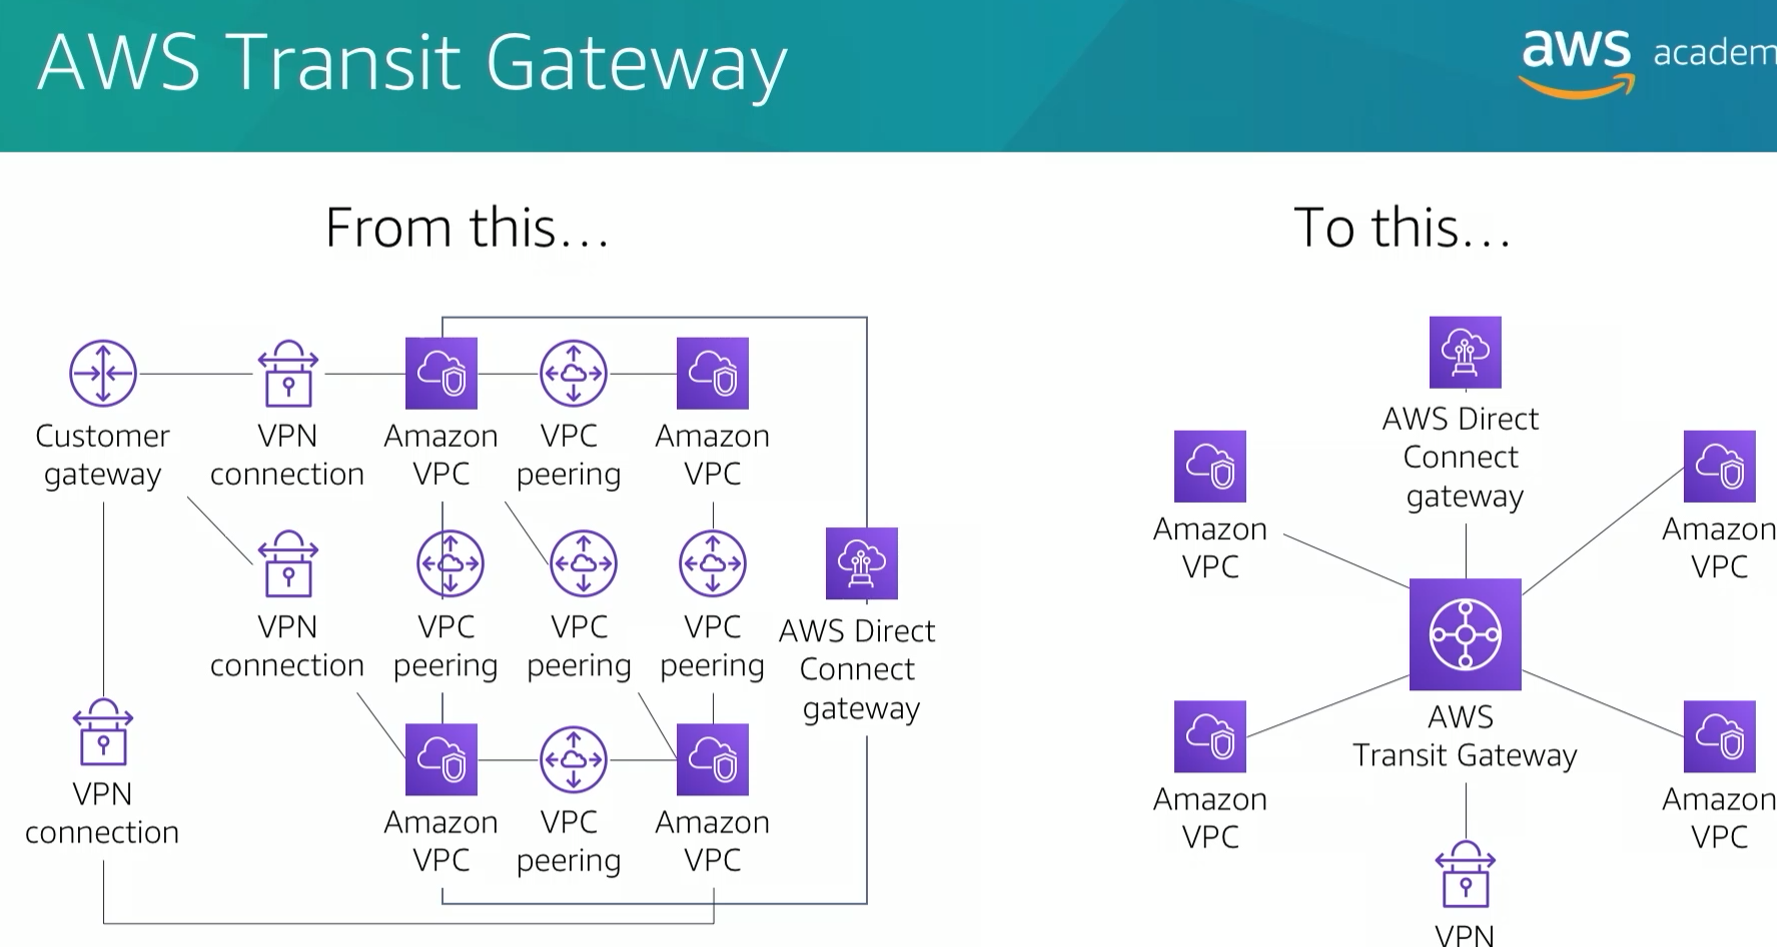 AWS Transit Gateway
aws academ
From this...
To this...
Customer
gateway
VPN
connection
Amazon
VPC
VPC
peering
Amazon
VPC
VPN
connection
VPC
peering
VPC
peering
VPC
peering
AWS Direct
Connect
gateway
VPN
connection
Amazon
VPC
VPC
peering
Amazon
VPC
AWS Direct
Connect
gateway
Amazon
VPC
Amazon
VPC
AWS
Transit Gateway
Amazon
VPC
Amazon
VPC
VPN